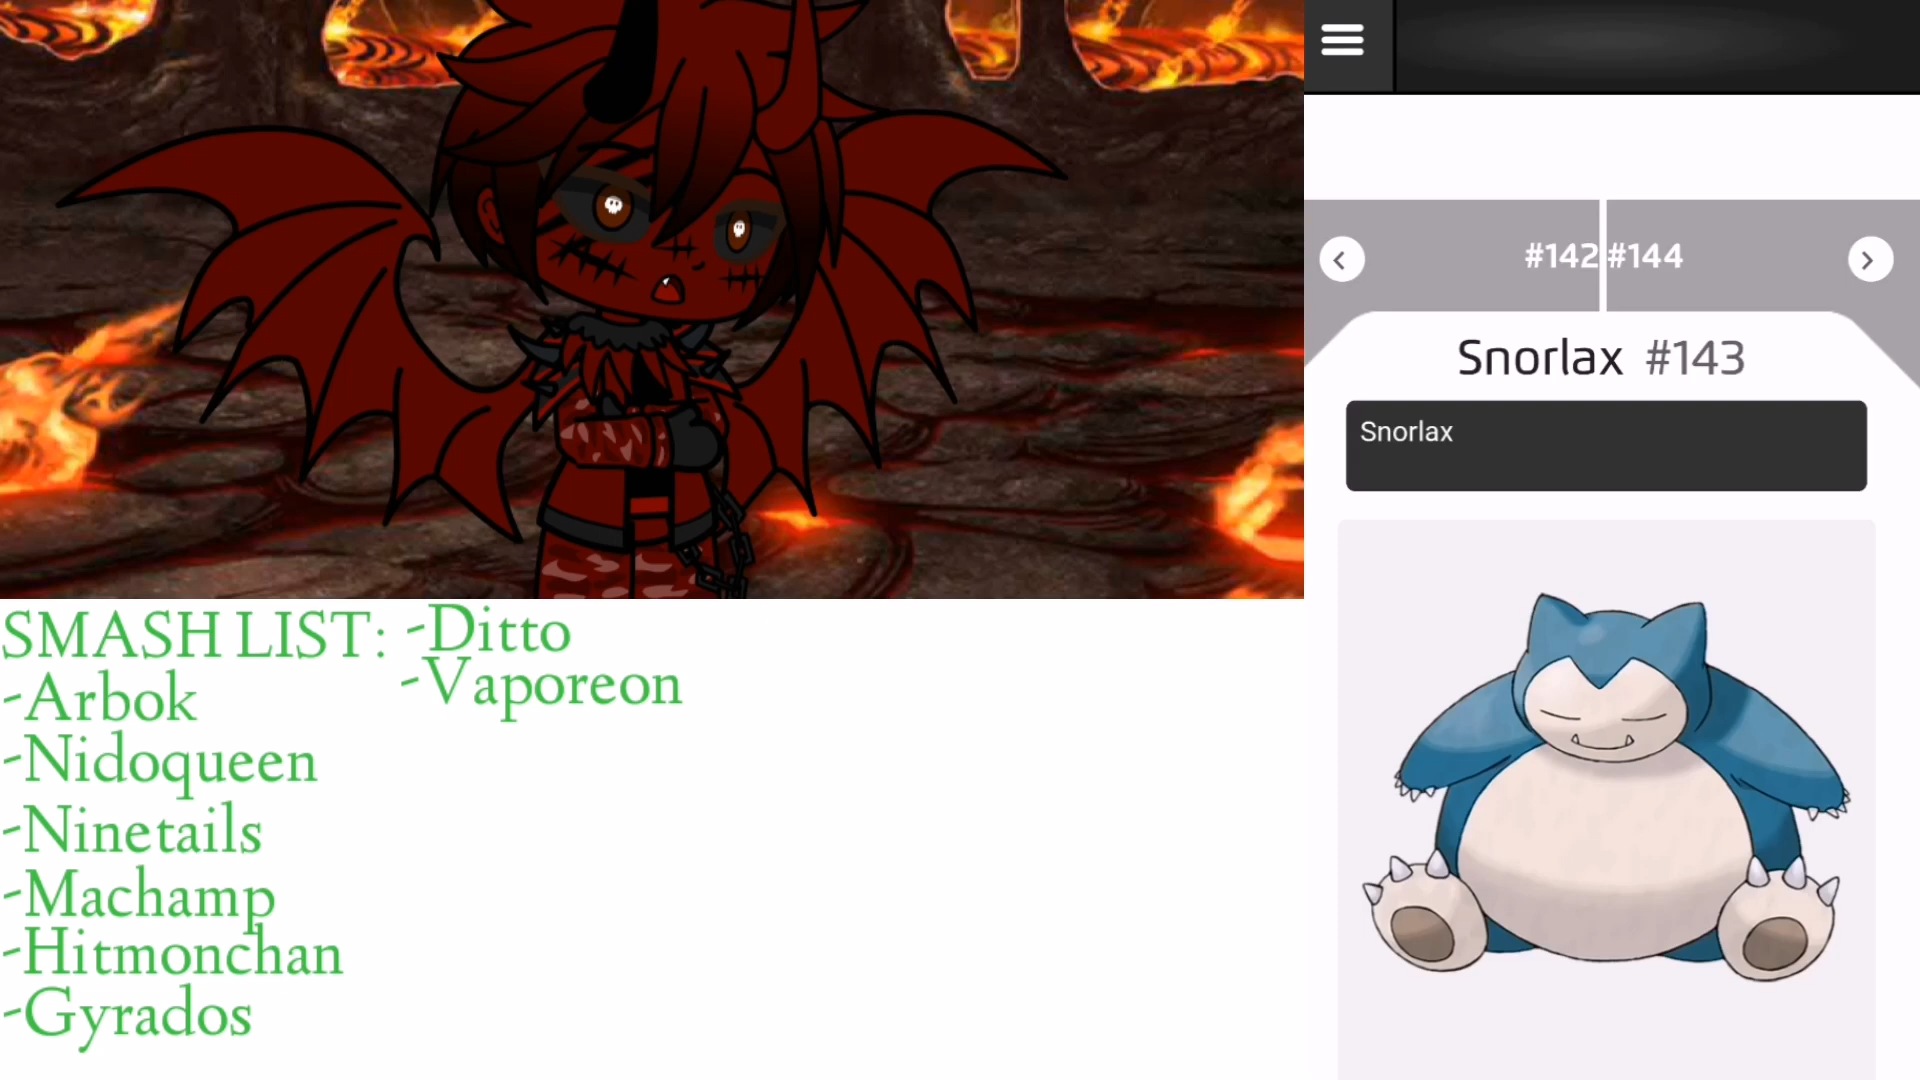 #142
#144
Snorlax #143
Snorlax
SMASH LIST:
-Arbok
-Nidoqueen
-Ninetails
-Machamp
-Hitmonchan
-Gyrados
-Ditto
-Vaporeon